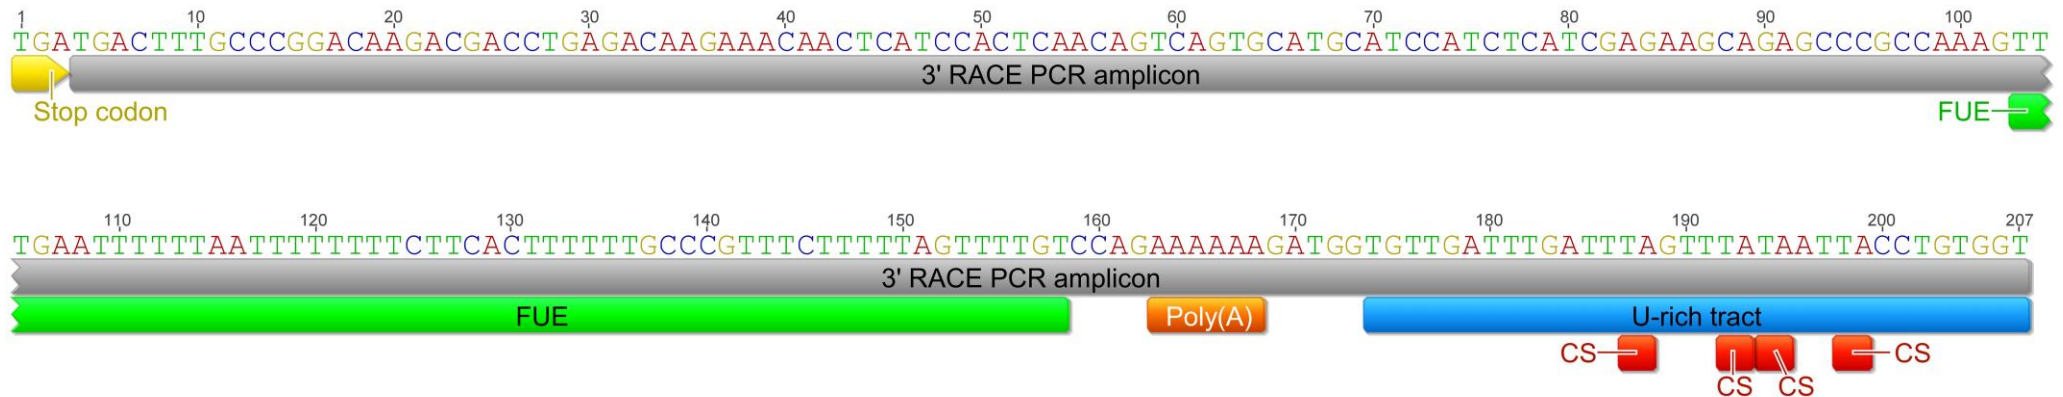 1 10 20 30 40 50 60 70 80 90 100
TGATGACTTTGCCCGGACAAGACGACCTGAGACAAGAAACAACTCATCCACTCAACAGTCAGTGCATGCATCCATCTCATCGAGAAGCAGAGCCCGCCAAAGTT
3' RACE PCR amplicon
Stop codon
FUE
110 120 130 140 150 160 170 180 190 200 207
TGAATTTTTTAATTTTTTTTCTTCACTTTTTTGCCCGTTTCTTTTTAGTTTTGTCCAGAAAAAAGATGGTGTTGATTTGATTTAGTTTATAATTACCTGTGGT
3' RACE PCR amplicon
FUE Poly(A) U-rich tract
CS CS
CS CS